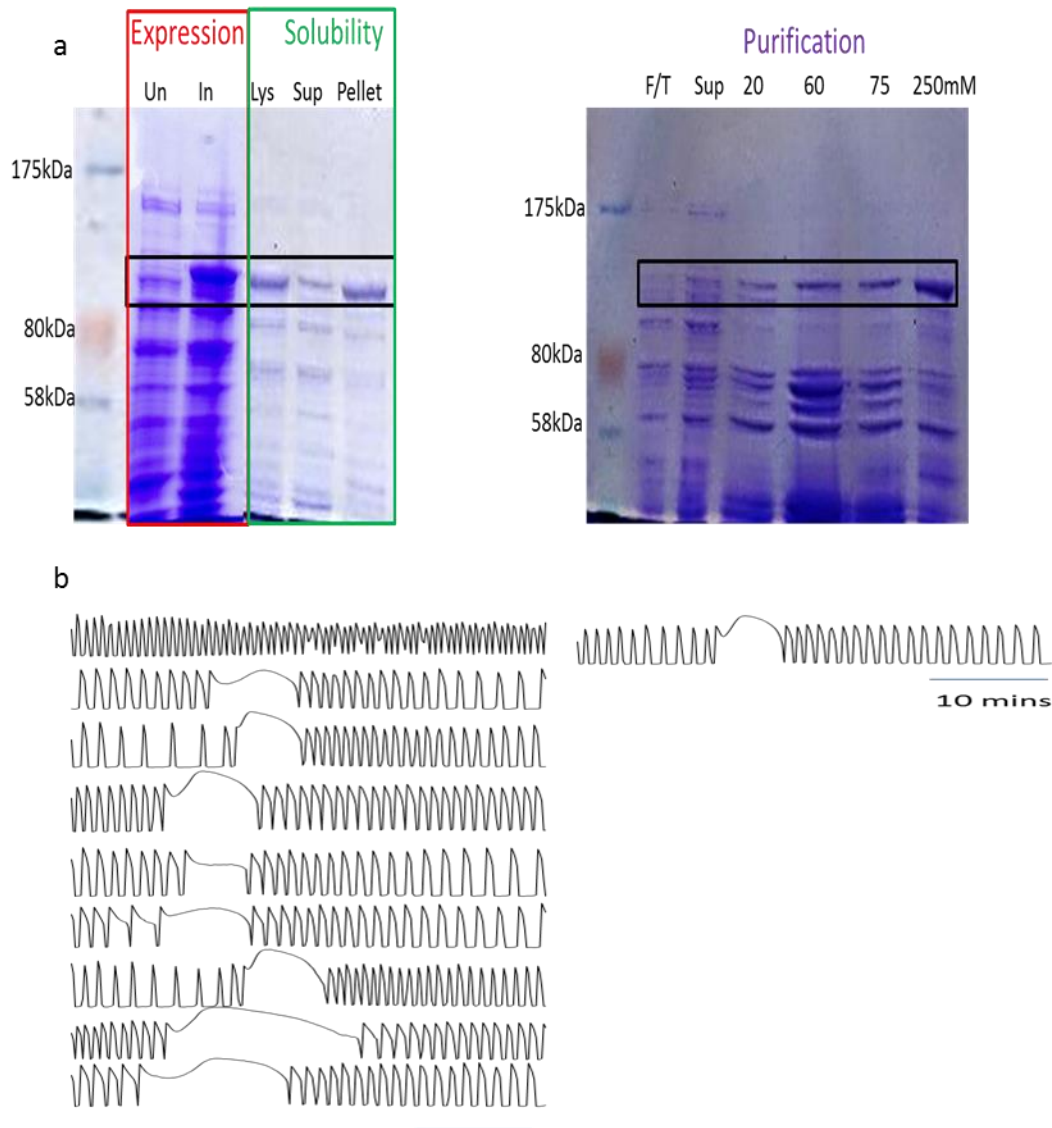 a
Expression Solubility
Un In Lys Sup Pellet
175kDa
80kDa
58kDa
Purification
F/T Sup 20 60 75 250mM
175kDa
80kDa
58kDa
b
10 mins